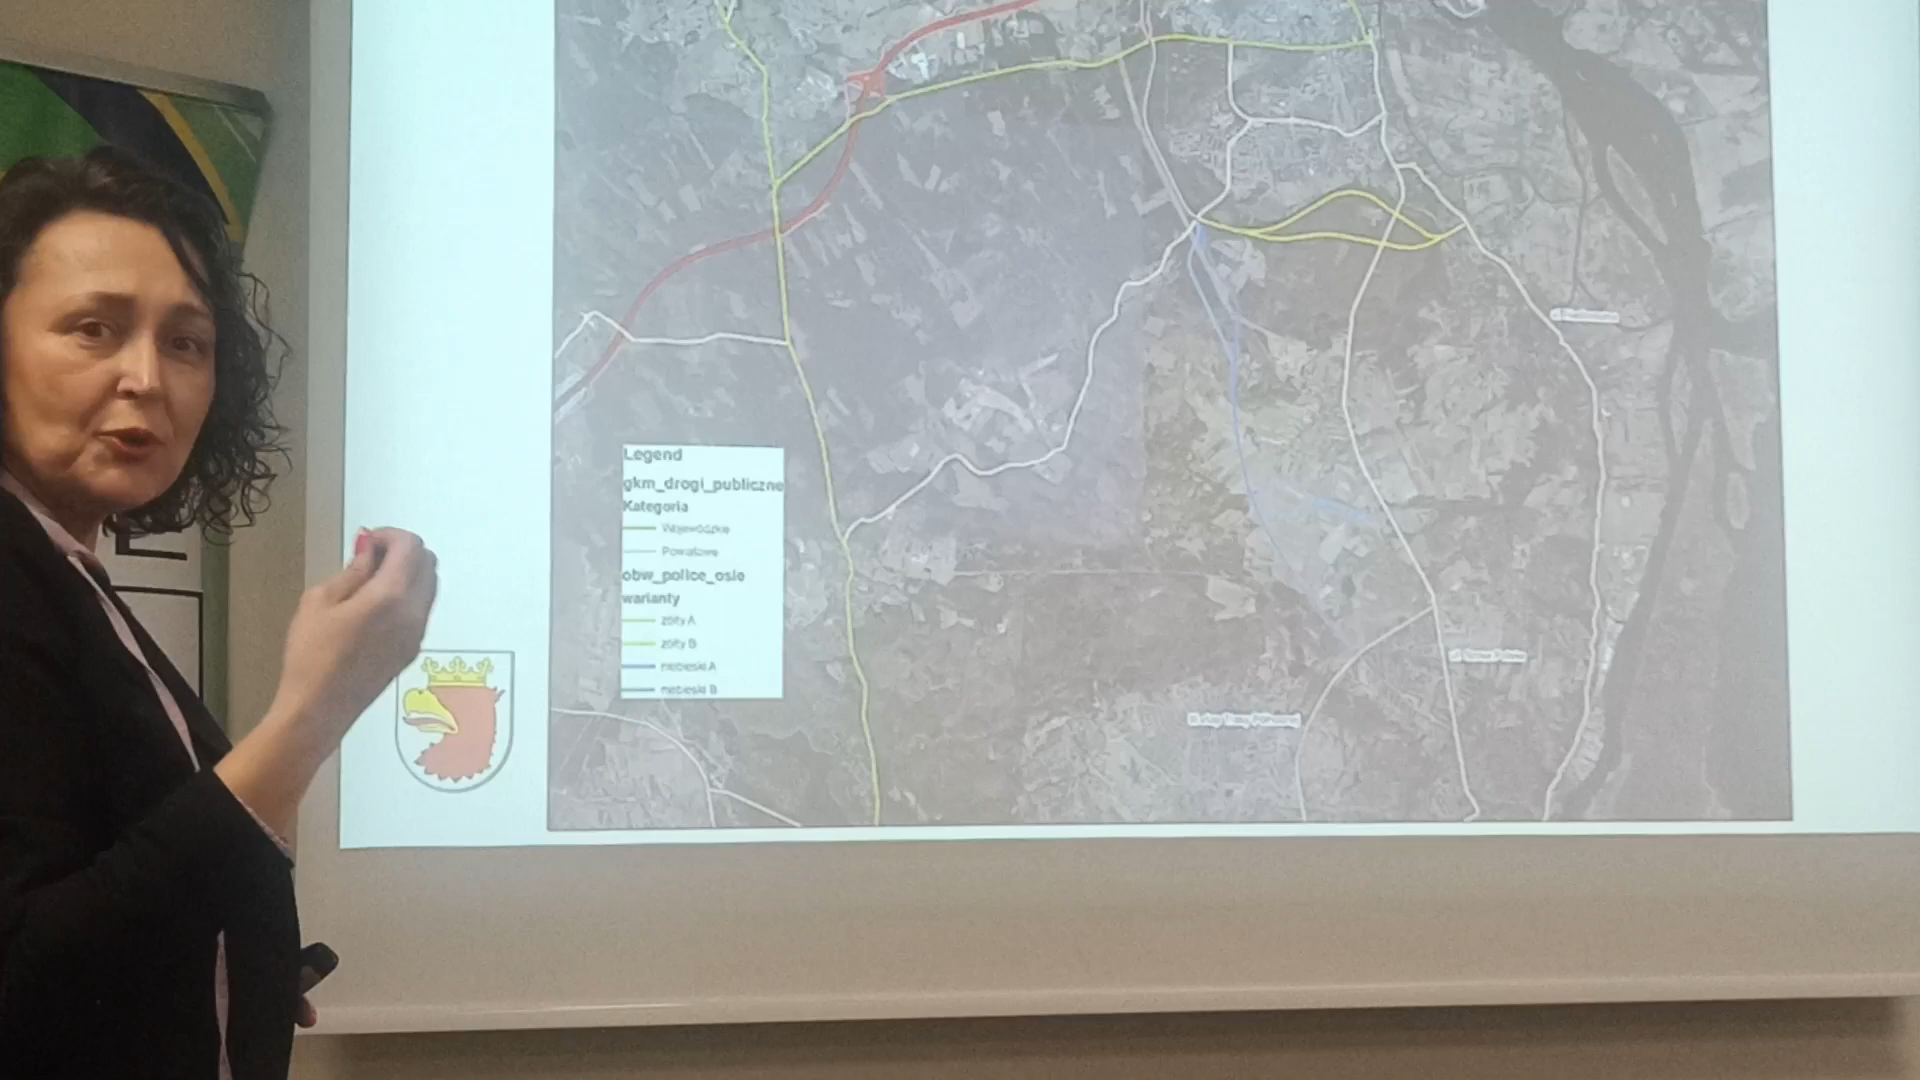 Legend
gkm_drogi_publiczne
Kategoria
Wojewódzkie
Powiatowe
obw_police_osie
warianty
żółty A
żółty B
niebieski A
niebieski B